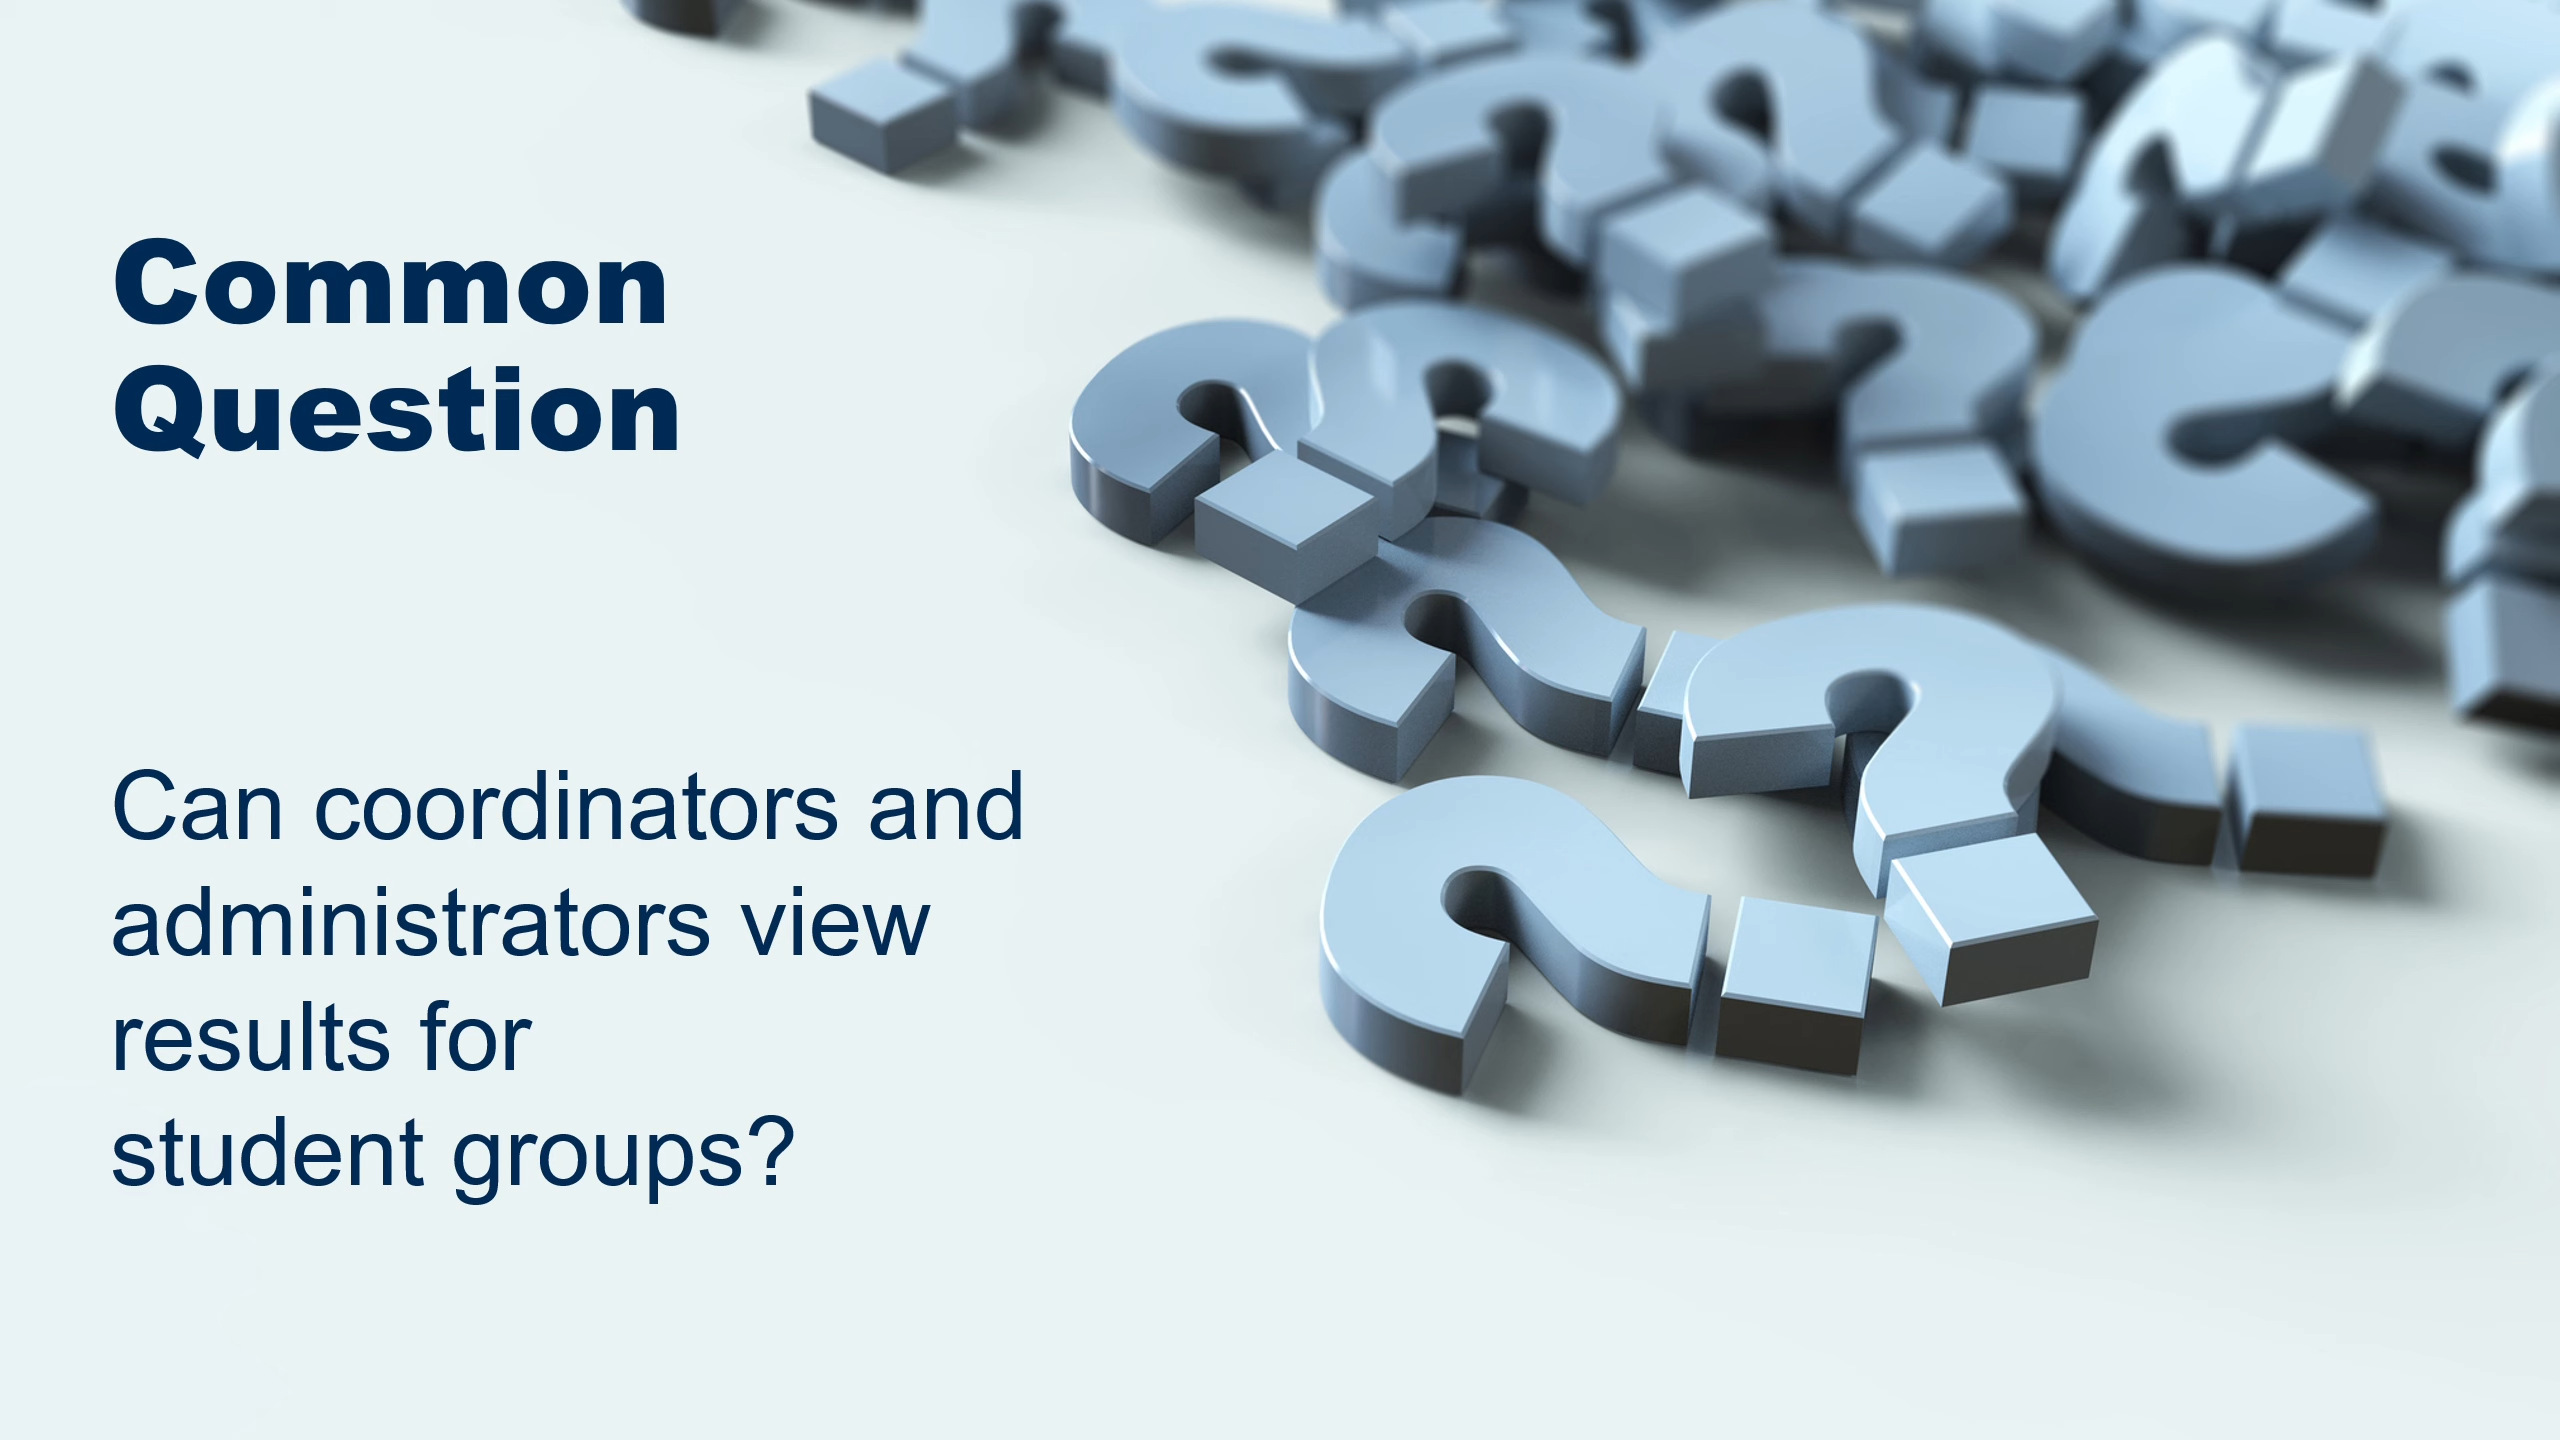 Common
Question
Can coordinators and
administrators view
results for
student groups?